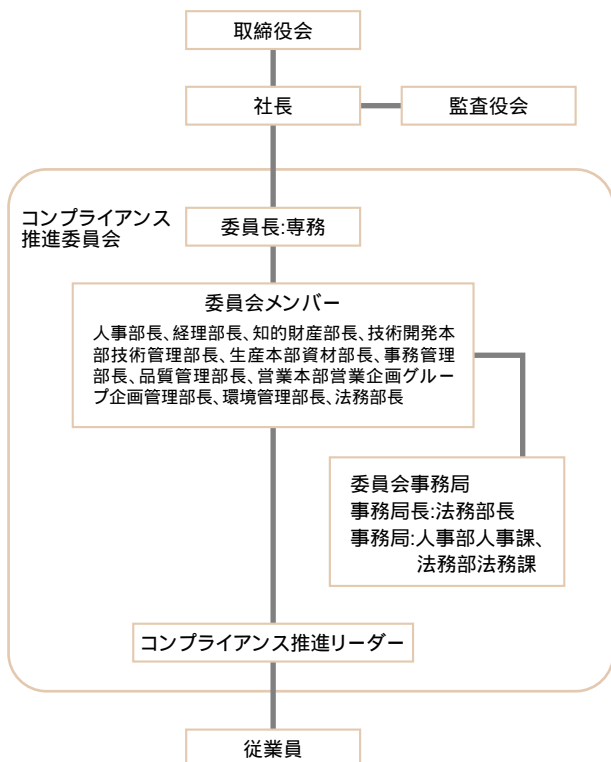 取締役会
社長
監査役会
コンプライアンス
推進委員会
委員長:専務
委員会メンバー
人事部長、経理部長、知的財産部長、技術開発本
部技術管理部長、生産本部資材部長、事務管理
部長、品質管理部長、営業本部営業企画グルー
プ企画管理部長、環境管理部長、法務部長
委員会事務局
事務局長:法務部長
事務局:人事部人事課、
法務部法務課
コンプライアンス推進リーダー
従業員